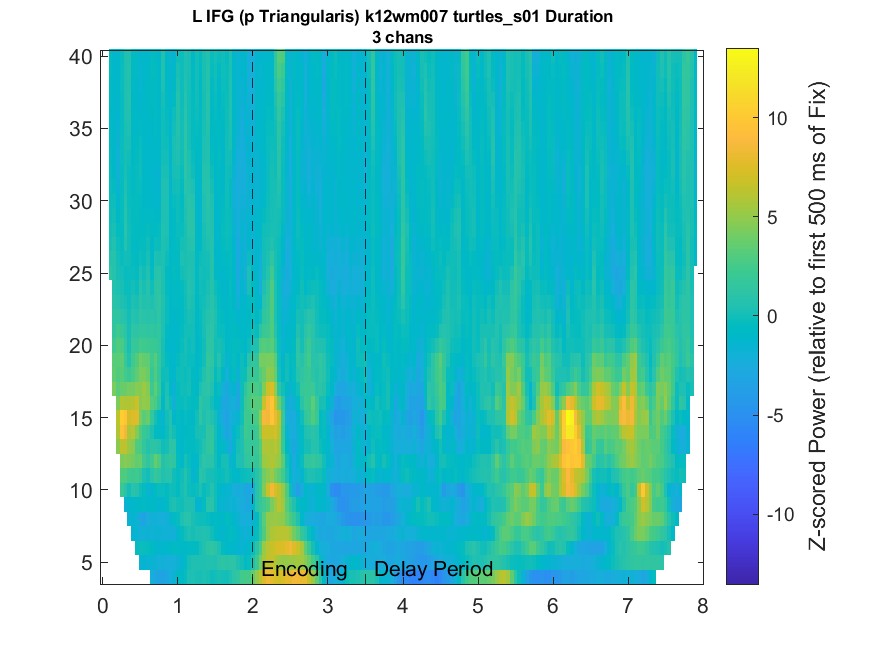 L IFG (p Triangularis) k12wm007 turtles_s01 Duration
3 chans
40
35
30
25
20
15
10
5
Encoding
Delay Period
0 1 2 3 4 5 6 7 8
10
5
0
-5
-10
Z-scored Power (relative to first 500 ms of Fix)